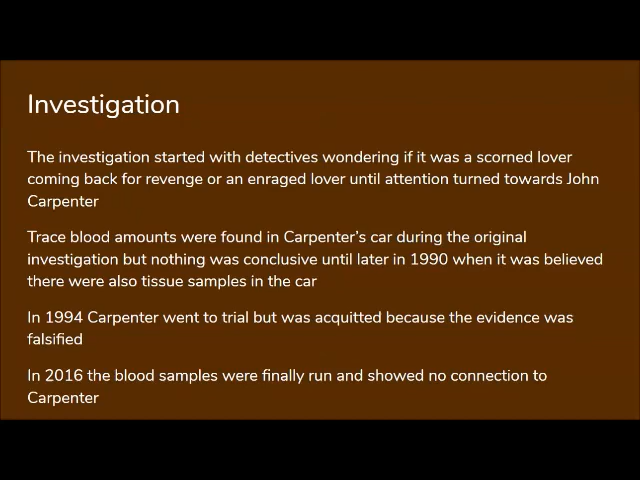 Investigation
The investigation started with detectives wondering if it was a scorned lover
coming back for revenge or an enraged lover until attention turned towards John
Carpenter
Trace blood amounts were found in Carpenter's car during the original
investigation but nothing was conclusive until later in 1990 when it was believed
there were also tissue samples in the car
In 1994 Carpenter went to trial but was acquitted because the evidence was
falsified
In 2016 the blood samples were finally run and showed no connection to
Carpenter